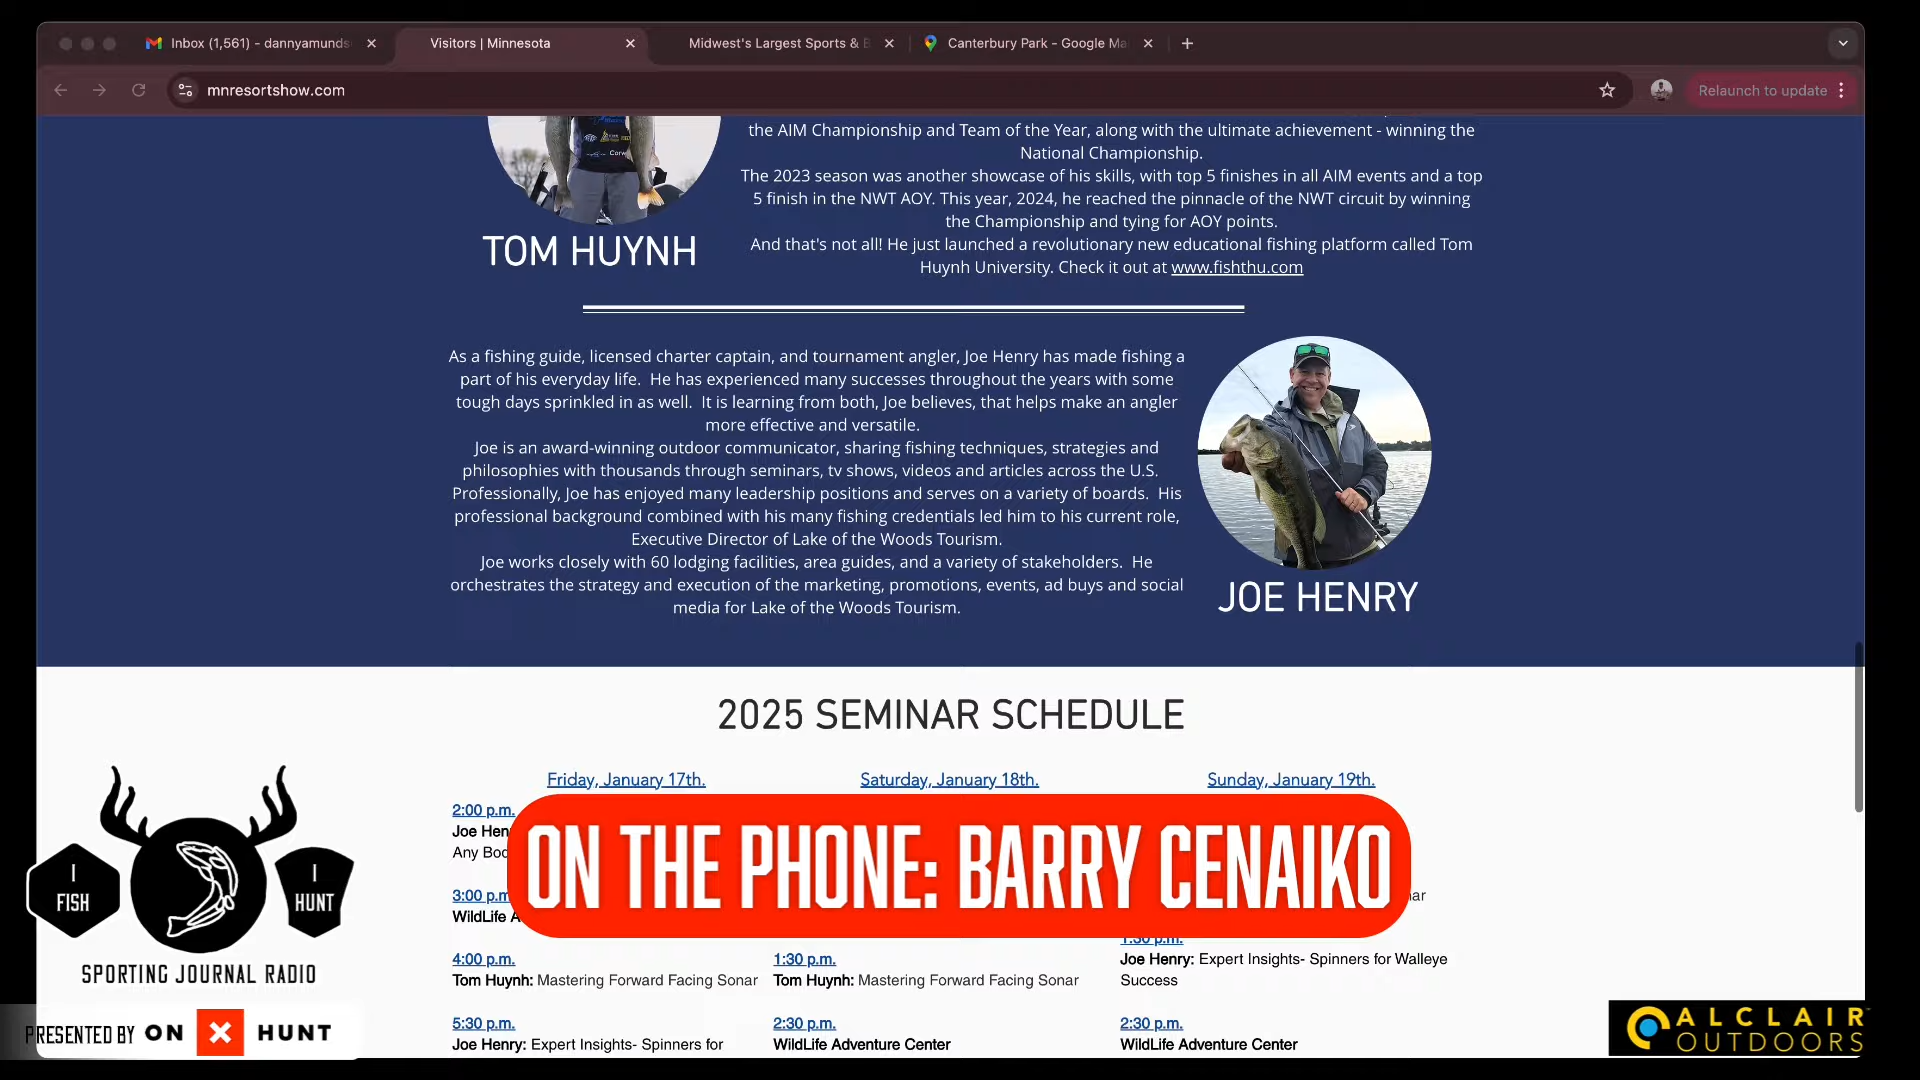 Inbox (1,561) - dannyamunds
Visitors | Minnesota
Midwest's Largest Sports & B
Canterbury Park - Google Ma
mnresortshow.com
Relaunch to update
the AIM Championship and Team of the Year, along with the ultimate achievement - winning the
National Championship.
The 2023 season was another showcase of his skills, with top 5 finishes in all AIM events and a top
5 finish in the NWT AOY. This year, 2024, he reached the pinnacle of the NWT circuit by winning
the Championship and tying for AOY points.
And that's not all! He just launched a revolutionary new educational fishing platform called Tom
Huynh University. Check it out at www.fishthu.com
TOM HUYNH
As a fishing guide, licensed charter captain, and tournament angler, Joe Henry has made fishing a
part of his everyday life. He has experienced many successes throughout the years with some
tough days sprinkled in as well. It is learning from both, Joe believes, that helps make an angler
more effective and versatile.
Joe is an award-winning outdoor communicator, sharing fishing techniques, strategies and
philosophies with thousands through seminars, tv shows, videos and articles across the U.S.
Professionally, Joe has enjoyed many leadership positions and serves on a variety of boards. His
professional background combined with his many fishing credentials led him to his current role,
Executive Director of Lake of the Woods Tourism.
Joe works closely with 60 lodging facilities, area guides, and a variety of stakeholders. He
orchestrates the strategy and execution of the marketing, promotions, events, ad buys and social
media for Lake of the Woods Tourism.
JOE HENRY
2025 SEMINAR SCHEDULE
Friday, January 17th.
2:00 p.m.
Joe Hen
Any Bod
3:00 p.m
WildLife A
4:00 p.m.
Tom Huynh: Mastering Forward Facing Sonar
5:30 p.m.
Joe Henry: Expert Insights- Spinners for
Saturday, January 18th.
1:30 p.m.
Tom Huynh: Mastering Forward Facing Sonar
2:30 p.m.
WildLife Adventure Center
Sunday, January 19th.
nar
1:30 p.m.
Joe Henry: Expert Insights- Spinners for Walleye
Success
2:30 p.m.
WildLife Adventure Center
ON THE PHONE: BARRY CENAIKO
I
FISH
I
HUNT
SPORTING JOURNAL RADIO
PRESENTED BY ON X HUNT
ALCLAIR
OUTDOORS